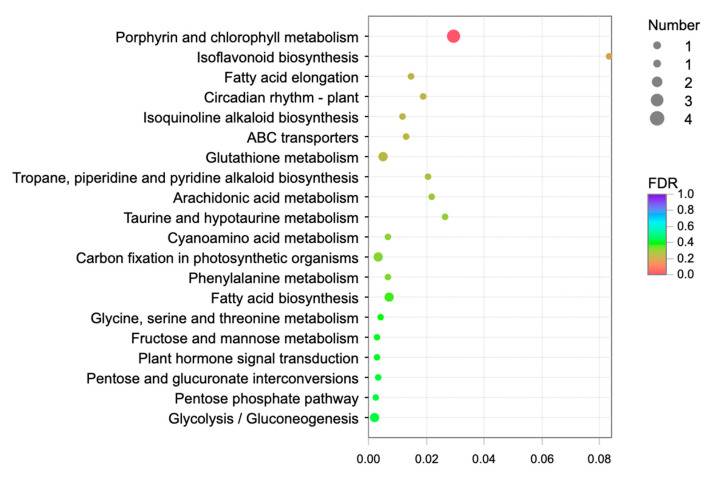 Porphyrin and chlorophyll metabolism
Isoflavonoid biosynthesis
Fatty acid elongation
Circadian rhythm - plant
Isoquinoline alkaloid biosynthesis
ABC transporters
Glutathione metabolism
Tropane, piperidine and pyridine alkaloid biosynthesis
Arachidonic acid metabolism
Taurine and hypotaurine metabolism
Cyanoamino acid metabolism
Carbon fixation in photosynthetic organisms
Phenylalanine metabolism
Fatty acid biosynthesis
Glycine, serine and threonine metabolism
Fructose and mannose metabolism
Plant hormone signal transduction
Pentose and glucuronate interconversions
Pentose phosphate pathway
Glycolysis / Gluconeogenesis
0.00 0.02 0.04 0.06 0.08
Number
1
1
2
3
4
FDR
1.0
0.8
0.6
0.4
0.2
0.0